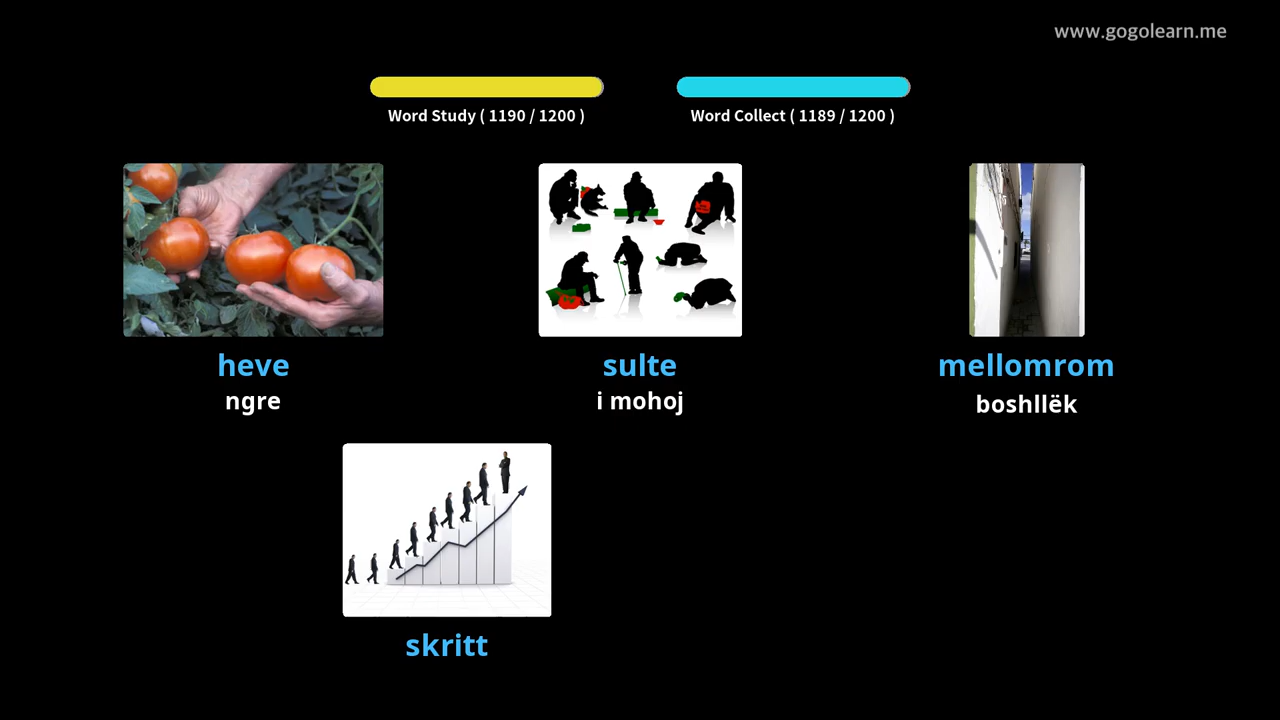 www.gogolearn.me
Word Study ( 1190 / 1200 )
Word Collect ( 1189 / 1200 )
heve
ngre
sulte
i mohoj
mellomrom
boshllëk
skritt